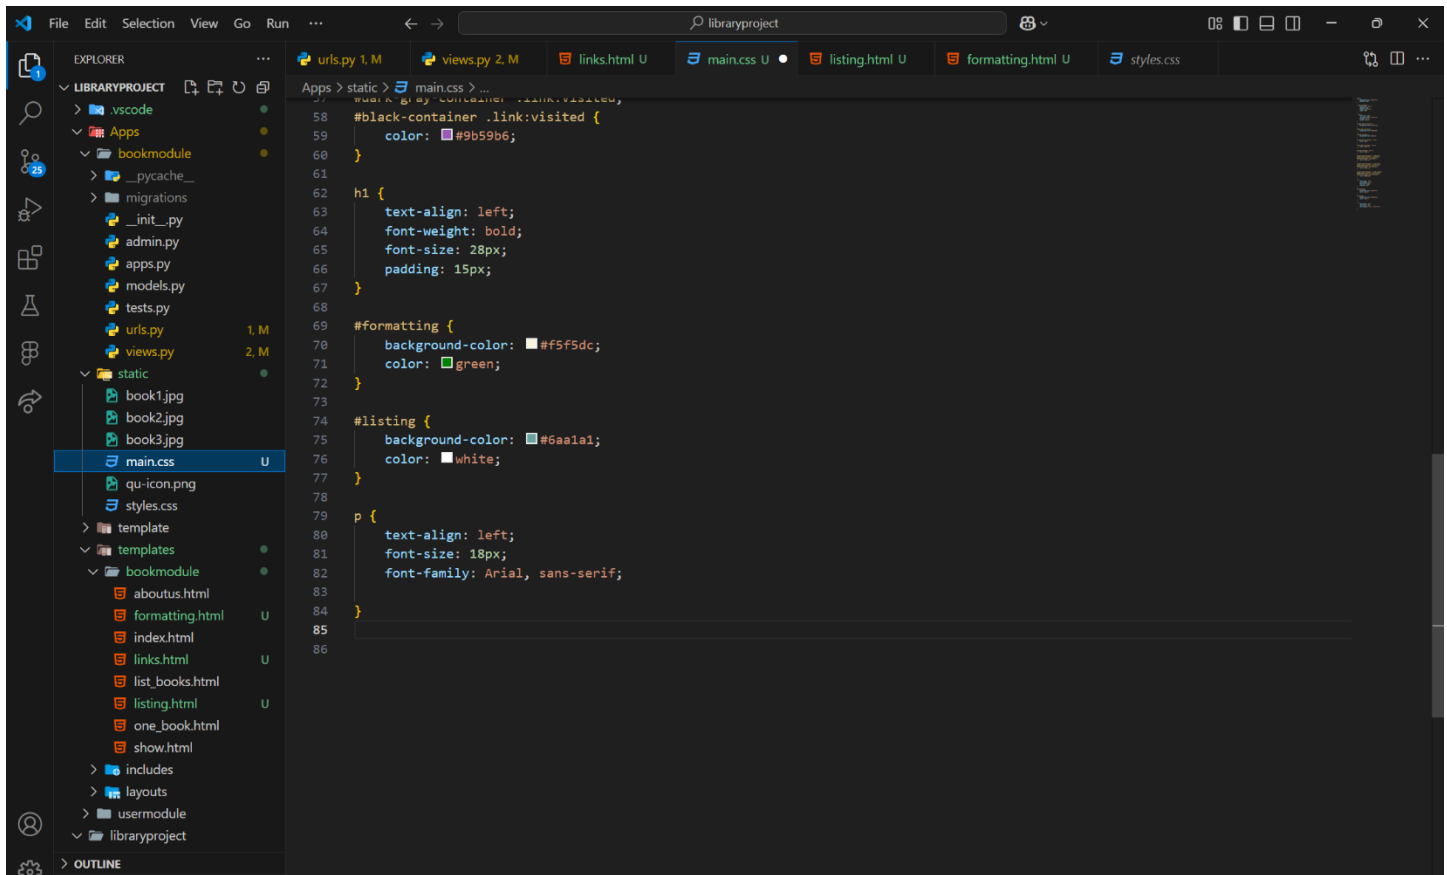 File Edit Selection View Go Run ··· libraryproject
EXPLORER ···
LIBRARYPROJECT
.vscode
Apps
bookmodule
__pycache__
migrations
__init__.py
admin.py
apps.py
models.py
tests.py
urls.py 1, M
views.py 2, M
static
book1.jpg
book2.jpg
book3.jpg
main.css U
qu-icon.png
styles.css
template
templates
bookmodule
aboutus.html
formatting.html U
index.html
links.html U
list_books.html
listing.html U
one_book.html
show.html
includes
layouts
usermodule
libraryproject
OUTLINE
1
25
urls.py 1, M views.py 2, M links.html U main.css U listing.html U formatting.html U styles.css
Apps > static > main.css > ...
57 #dark-gray-container .link:visited,
58 #black-container .link:visited {
59 color: #9b59b6;
60 }
61
62 h1 {
63 text-align: left;
64 font-weight: bold;
65 font-size: 28px;
66 padding: 15px;
67 }
68
69 #formatting {
70 background-color: #f5f5dc;
71 color: green;
72 }
73
74 #listing {
75 background-color: #6aa1a1;
76 color: white;
77 }
78
79 p {
80 text-align: left;
81 font-size: 18px;
82 font-family: Arial, sans-serif;
83
84 }
85
86